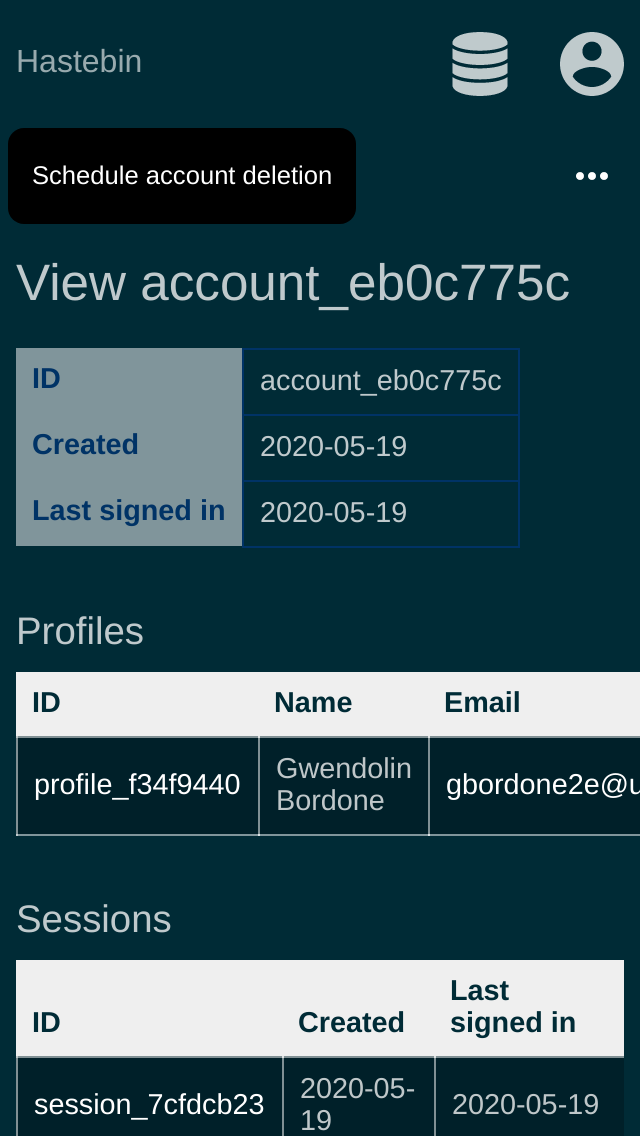 Hastebin
Schedule account deletion
View account_eb0c775c
ID account_eb0c775c
Created 2020-05-19
Last signed in 2020-05-19
Profiles
ID Name Email
profile_f34f9440 Gwendolin Bordone gbordone2e@u
Sessions
ID Created Last signed in
session_7cfdcb23 2020-05-19 2020-05-19